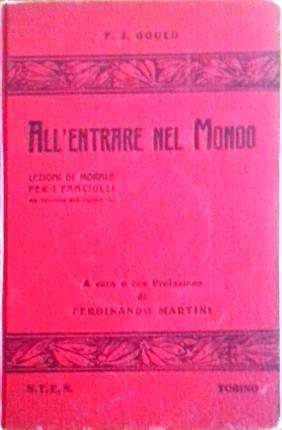 F. J. GOULD
ALL'ENTRARE NEL MONDO
LEZIONI DI MORALE
PER I FANCIULLI
A cura e con Prefazione
di
FERDINANDO MARTINI
S.T.E.N. TORINO